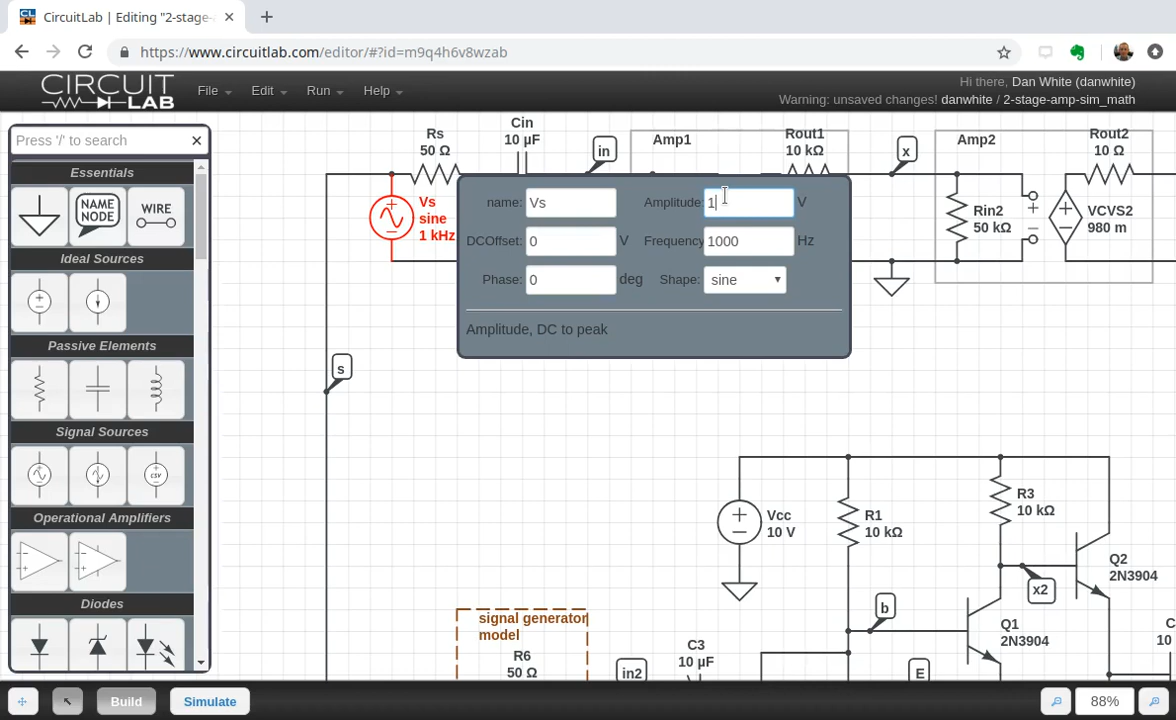 CircuitLab | Editing "2-stage-
https://www.circuitlab.com/editor/#?id=m9q4h6v8wzab
CIRCUIT
LAB
File
Edit
Run
Help
Hi there, Dan White (danwhite)
Warning: unsaved changes! danwhite / 2-stage-amp-sim_math
Press '/' to search
Essentials
NAME
NODE
WIRE
Ideal Sources
Passive Elements
Signal Sources
csv
Operational Amplifiers
Diodes
Rs
50 Ω
Cin
10 µF
in
Amp1
Rout1
10 kΩ
x
Amp2
Rout2
10 Ω
Vs
sine
1 kHz
name: Vs
Amplitude: 1 V
DCOffset: 0 V
Frequency 1000 Hz
Phase: 0 deg
Shape: sine
Amplitude, DC to peak
Rin2
50 kΩ
VCVS2
980 m
s
Vcc
10 V
R1
10 kΩ
R3
10 kΩ
Q2
2N3904
x2
b
Q1
2N3904
signal generator
model
R6
50 Ω
in2
C3
10 µF
E
C
10
Build
Simulate
88%